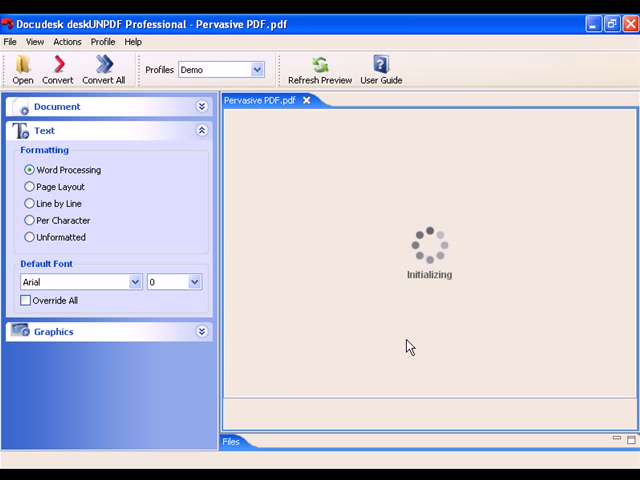 Docudesk deskUNPDF Professional - Pervasive PDF.pdf
File View Actions Profile Help
Open Convert Convert All Profiles Demo Refresh Preview User Guide
Document
Pervasive PDF.pdf
Text
Formatting
Word Processing
Page Layout
Line by Line
Per Character
Unformatted
Default Font
Arial 0
Override All
Graphics
Initializing
Files